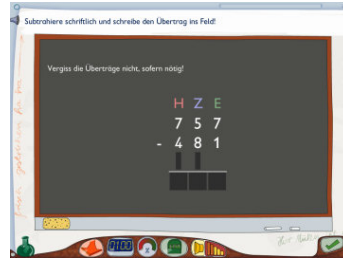 Subtrahiere schriftlich und schreibe den Übertrag ins Feld!
Vergiss die Überträge nicht, sofern nötig!
H Z E
7 5 7
- 4 8 1
0100